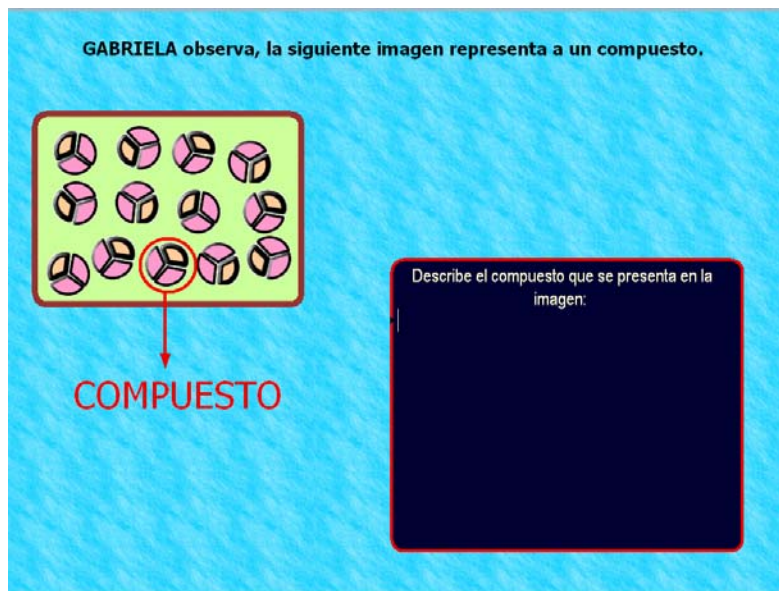 GABRIELA observa, la siguiente imagen representa a un compuesto.
COMPUESTO
Describe el compuesto que se presenta en la
imagen: